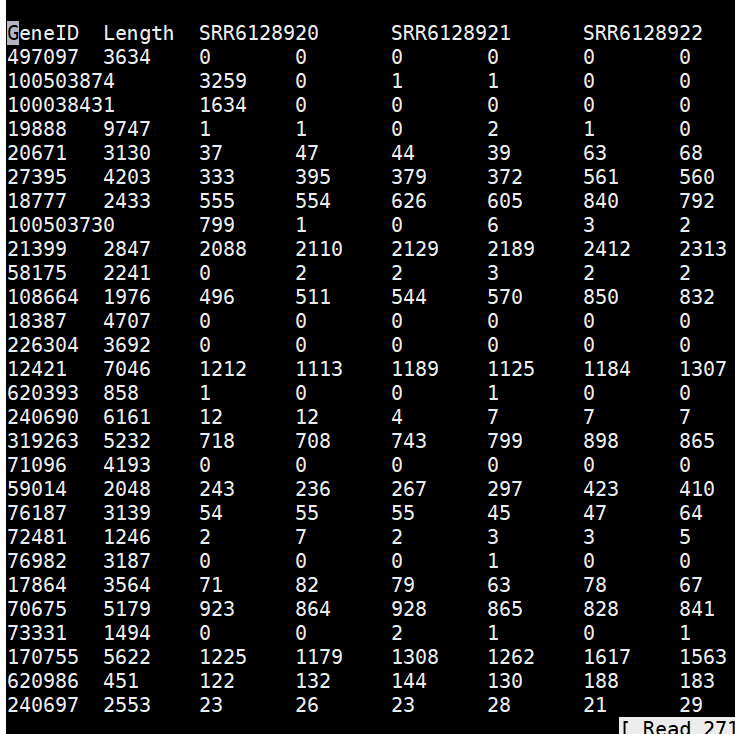 GeneID Length SRR6128920 SRR6128921 SRR6128922
497097 3634 0 0 0 0 0 0
100503874 3259 0 1 1 0 0
100038431 1634 0 0 0 0 0
19888 9747 1 1 0 2 1 0
20671 3130 37 47 44 39 63 68
27395 4203 333 395 379 372 561 560
18777 2433 555 554 626 605 840 792
100503730 799 1 0 6 3 2
21399 2847 2088 2110 2129 2189 2412 2313
58175 2241 0 2 2 3 2 2
108664 1976 496 511 544 570 850 832
18387 4707 0 0 0 0 0 0
226304 3692 0 0 0 0 0 0
12421 7046 1212 1113 1189 1125 1184 1307
620393 858 1 0 0 1 0 0
240690 6161 12 12 4 7 7 7
319263 5232 718 708 743 799 898 865
71096 4193 0 0 0 0 0 0
59014 2048 243 236 267 297 423 410
76187 3139 54 55 55 45 47 64
72481 1246 2 7 2 3 3 5
76982 3187 0 0 0 1 0 0
17864 3564 71 82 79 63 78 67
70675 5179 923 864 928 865 828 841
73331 1494 0 0 2 1 0 1
170755 5622 1225 1179 1308 1262 1617 1563
620986 451 122 132 144 130 188 183
240697 2553 23 26 23 28 21 29
[ Read 271